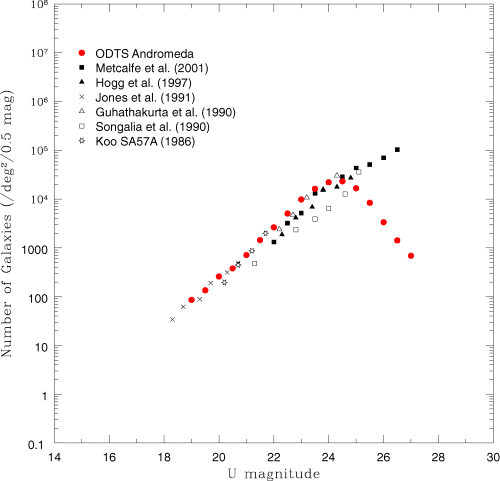 10⁸
10⁷
10⁶
10⁵
10⁴
1000
100
10
1
0.1
Number of Galaxies (/deg²/0.5 mag)
ODTS Andromeda
Metcalfe et al. (2001)
Hogg et al. (1997)
Jones et al. (1991)
Guhathakurta et al. (1990)
Songalia et al. (1990)
Koo SA57A (1986)
14 16 18 20 22 24 26 28 30
U magnitude